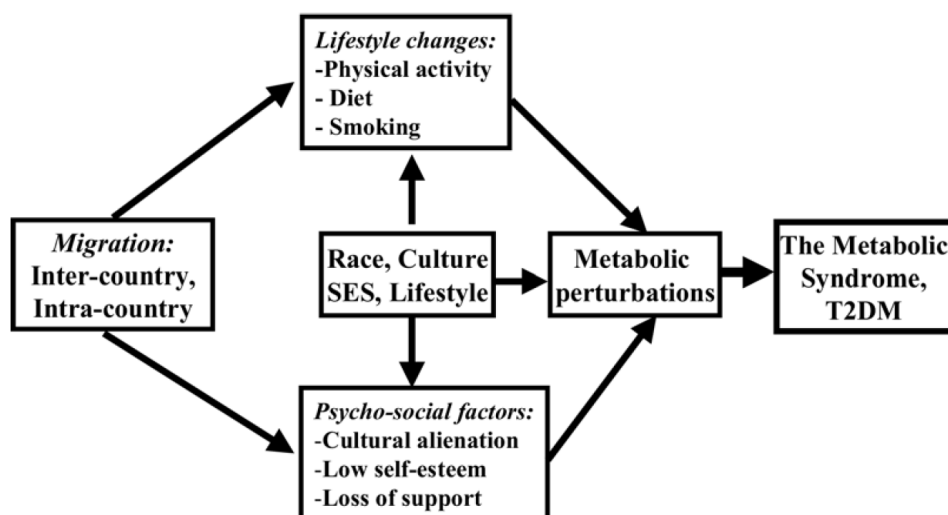 Lifestyle changes:
-Physical activity
- Diet
- Smoking
Migration:
Inter-country,
Intra-country
Race, Culture
SES, Lifestyle
Metabolic
perturbations
The Metabolic
Syndrome,
T2DM
Psycho-social factors:
-Cultural alienation
-Low self-esteem
-Loss of support